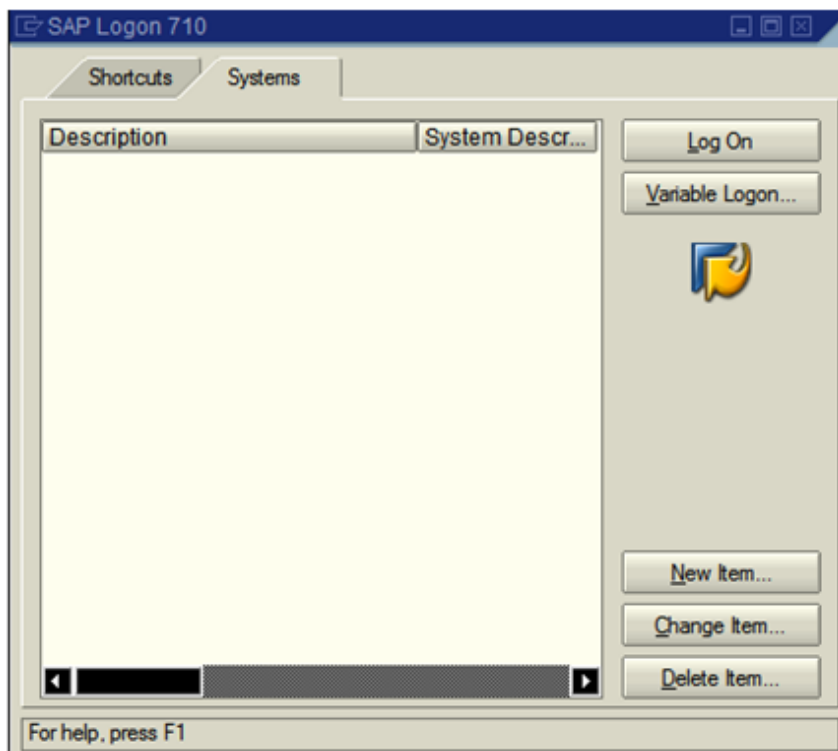 SAP Logon 710
Shortcuts Systems
Description System Descr...
Log On
Variable Logon...
New Item...
Change Item...
Delete Item...
For help, press F1